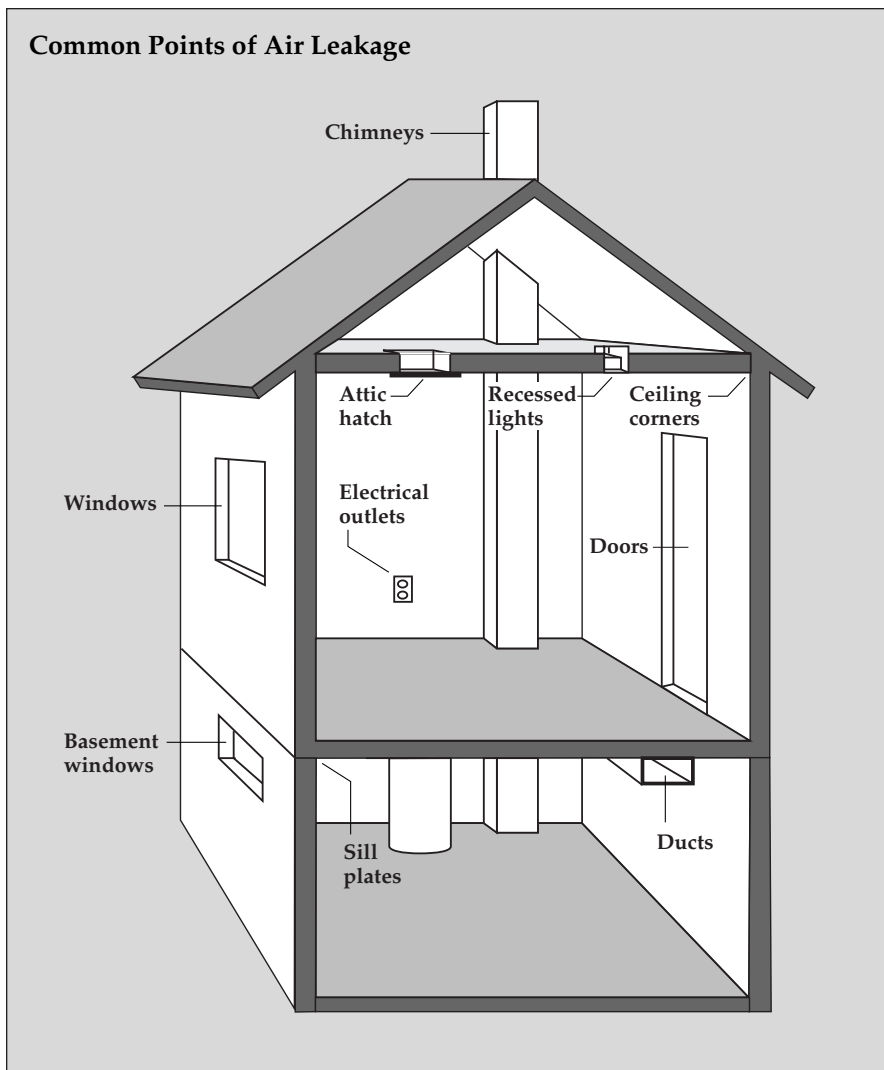 Common Points of Air Leakage
Chimneys
Attic
hatch
Recessed
lights
Ceiling
corners
Windows
Electrical
outlets
Doors
Basement
windows
Sill
plates
Ducts